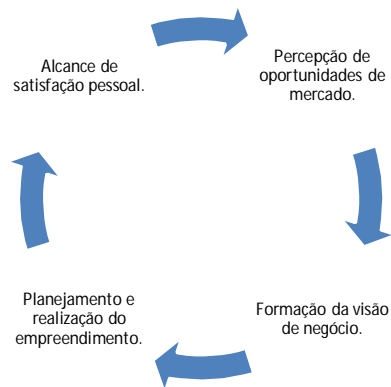 Alcance de
satisfação pessoal.
Percepção de
oportunidades de
mercado.
Formação da visão
de negócio.
Planejamento e
realização do
empreendimento.